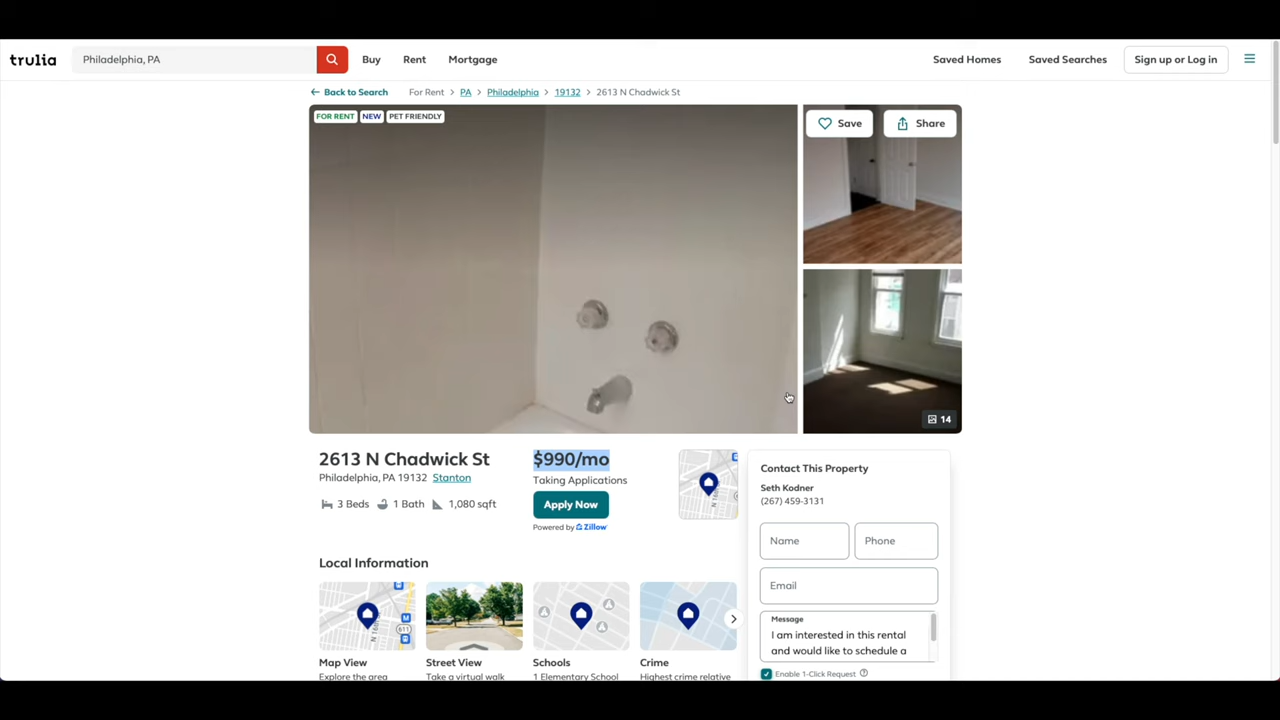 trulia
Philadelphia, PA
Buy
Rent
Mortgage
Saved Homes
Saved Searches
Sign up or Log in
Back to Search
For Rent
PA
Philadelphia
19132
2613 N Chadwick St
FOR RENT
NEW
PET FRIENDLY
Save
Share
14
2613 N Chadwick St
Philadelphia, PA 19132 Stanton
3 Beds 1 Bath 1,080 sqft
$990/mo
Taking Applications
Apply Now
Powered by Zillow
Contact This Property
Seth Kodner
(267) 459-3131
Name
Phone
Email
Message
I am interested in this rental
and would like to schedule a
Enable 1-Click Request
Local Information
Map View
Explore the area
Street View
Take a virtual walk
Schools
1 Elementary School
Crime
Highest crime relative
611